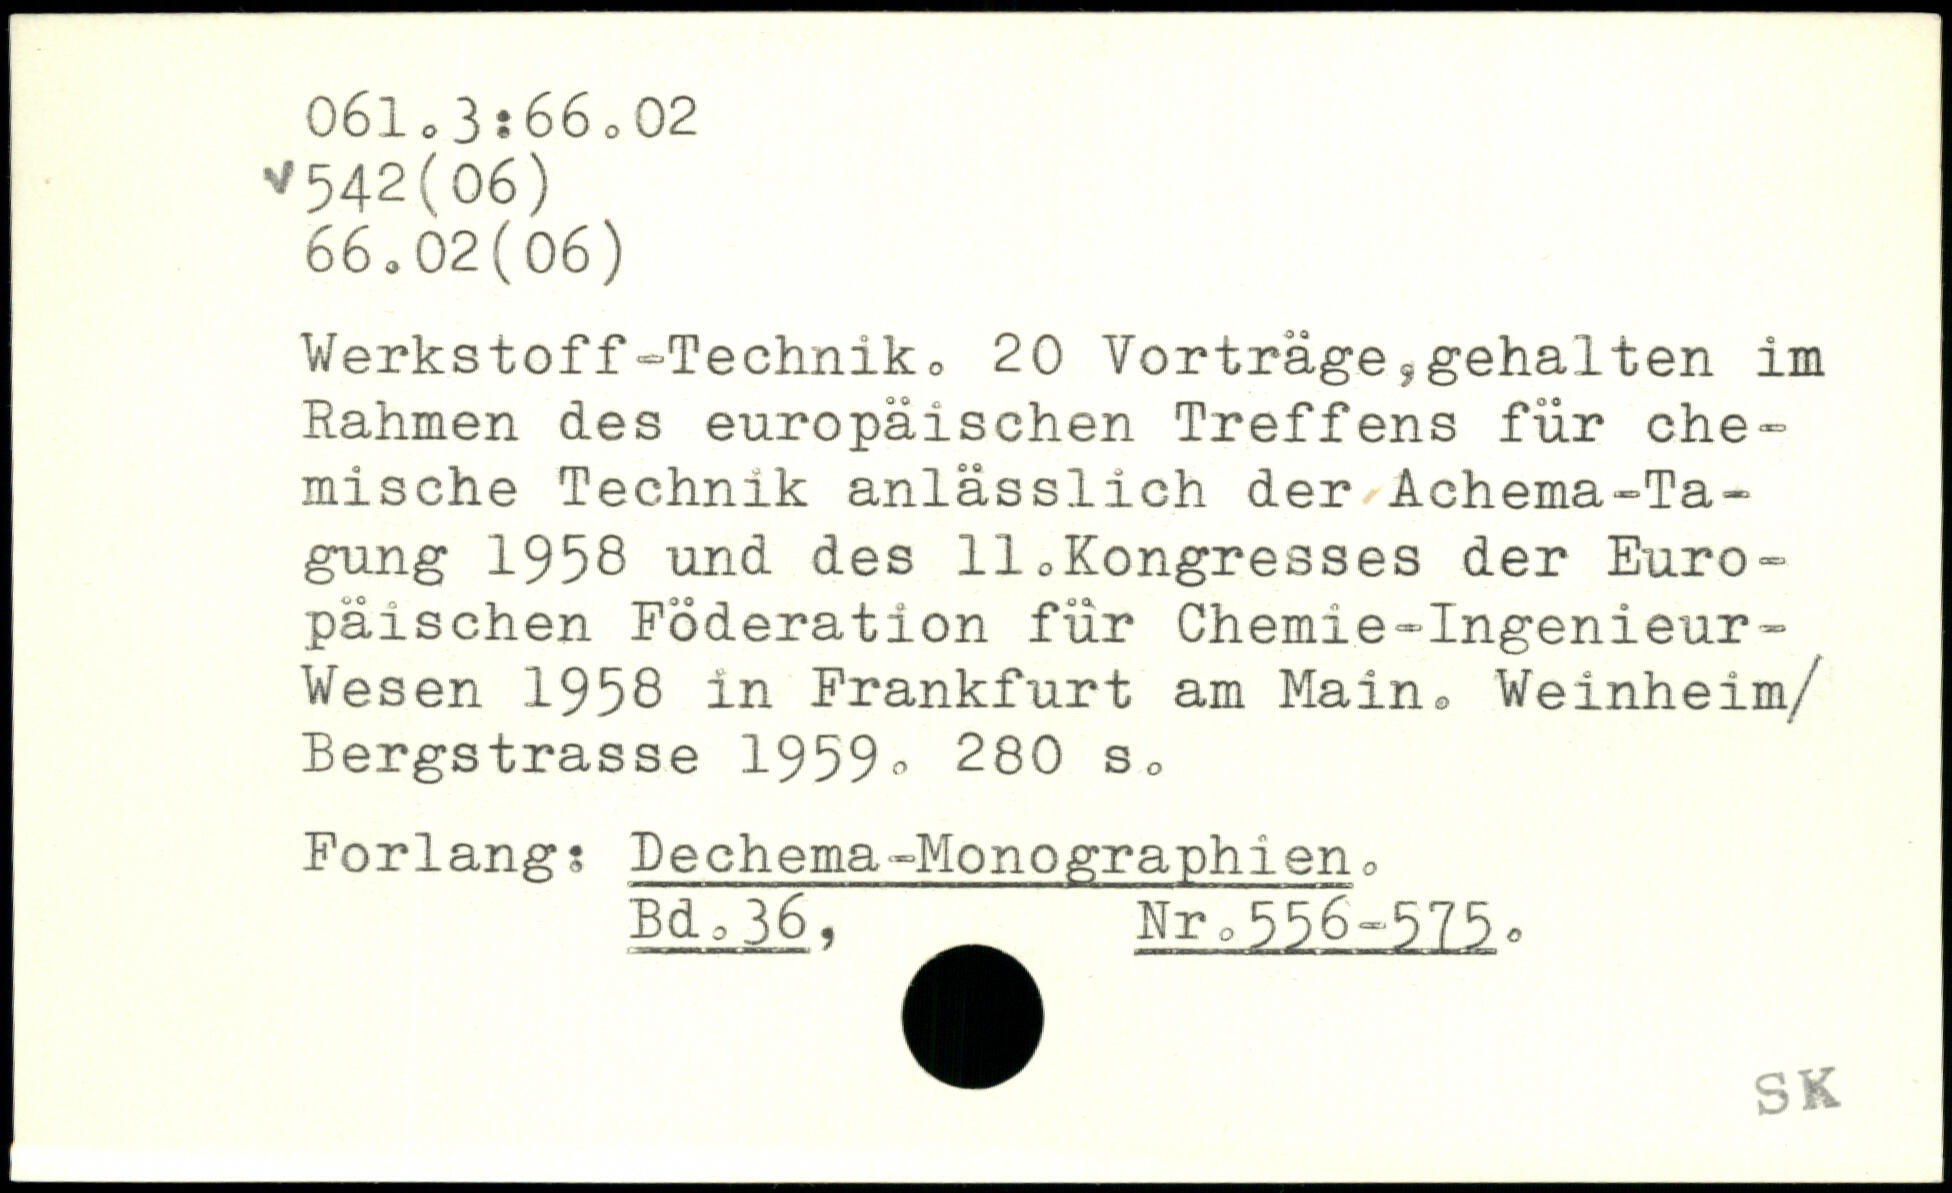 061.3:66.02
✓542(06)
66.02(06)
Werkstoff-Technik. 20 Vorträge,gehalten im
Rahmen des europäischen Treffens für che-
mische Technik anlässlich der Achema-Ta-
gung 1958 und des 11.Kongresses der Euro-
päischen Föderation für Chemie-Ingenieur-
Wesen 1958 in Frankfurt am Main. Weinheim/
Bergstrasse 1959. 280 s.
Forlang: Dechema-Monographien.
Bd.36, Nr.556-575.
SK